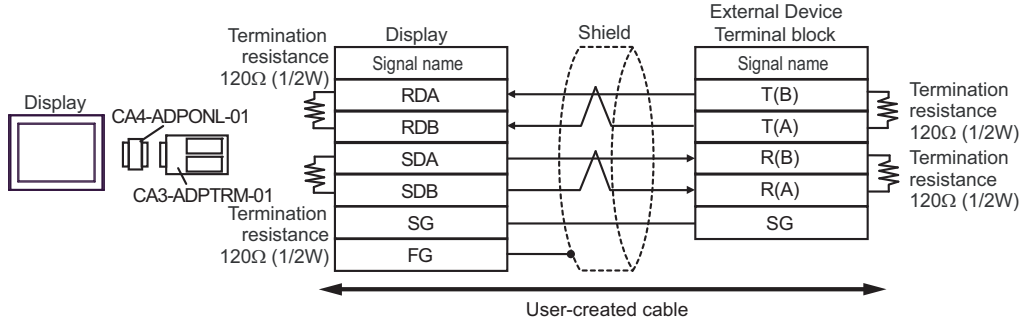 Display
CA4-ADPONL-01
CA3-ADPTRM-01
Termination
resistance
120Ω (1/2W)
Termination
resistance
120Ω (1/2W)
Display
Signal name
RDA
RDB
SDA
SDB
SG
FG
Shield
External Device
Terminal block
Signal name
T(B)
T(A)
R(B)
R(A)
SG
Termination
resistance
120Ω (1/2W)
Termination
resistance
120Ω (1/2W)
User-created cable